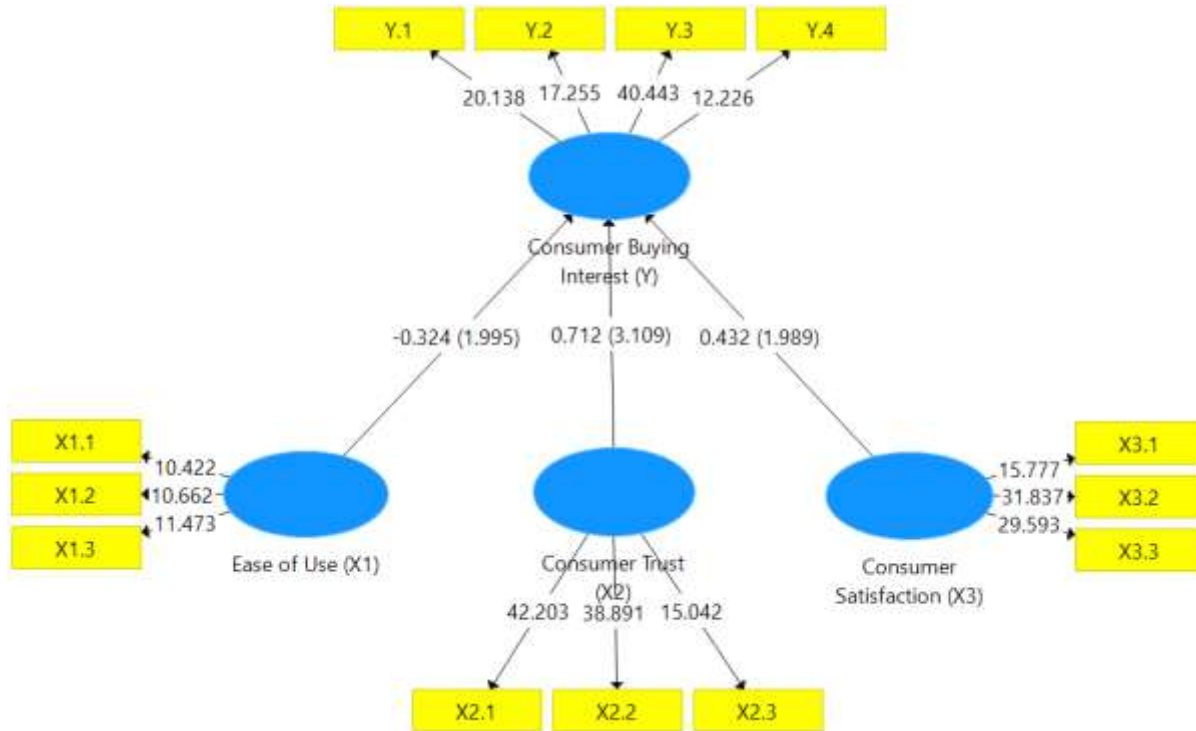 Y.1 Y.2 Y.3 Y.4
20.138 17.255 40.443 12.226
Consumer Buying
Interest (Y)
-0.324 (1.995) 0.712 (3.109) 0.432 (1.989)
X1.1
X1.2
X1.3
10.422
10.662
11.473
Ease of Use (X1)
Consumer Trust
(X2)
Consumer
Satisfaction (X3)
15.777
31.837
29.593
X3.1
X3.2
X3.3
42.203 38.891 15.042
X2.1 X2.2 X2.3